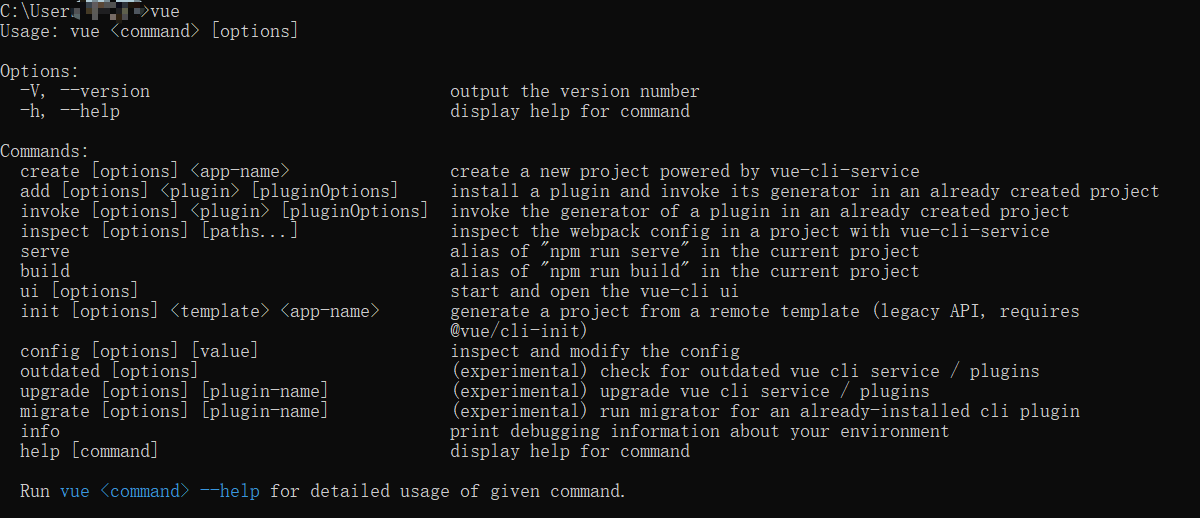 C:\User >vue
Usage: vue <command> [options]
Options:
-V, --version output the version number
-h, --help display help for command
Commands:
create [options] <app-name> create a new project powered by vue-cli-service
add [options] <plugin> [pluginOptions] install a plugin and invoke its generator in an already created project
invoke [options] <plugin> [pluginOptions] invoke the generator of a plugin in an already created project
inspect [options] [paths...] inspect the webpack config in a project with vue-cli-service
serve alias of "npm run serve" in the current project
build alias of "npm run build" in the current project
ui [options] start and open the vue-cli ui
init [options] <template> <app-name> generate a project from a remote template (legacy API, requires
@vue/cli-init)
config [options] [value] inspect and modify the config
outdated [options] (experimental) check for outdated vue cli service / plugins
upgrade [options] [plugin-name] (experimental) upgrade vue cli service / plugins
migrate [options] [plugin-name] (experimental) run migrator for an already-installed cli plugin
info print debugging information about your environment
help [command] display help for command
Run vue <command> --help for detailed usage of given command.